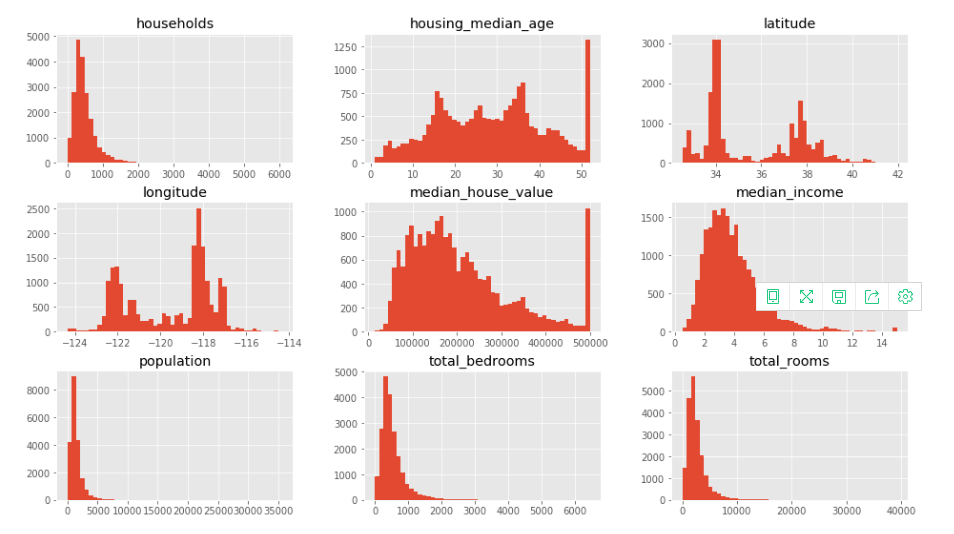 households
5000
4000
3000
2000
1000
0
0 1000 2000 3000 4000 5000 6000
housing_median_age
1250
1000
750
500
250
0
0 10 20 30 40 50
latitude
3000
2000
1000
0
34 36 38 40 42
longitude
2500
2000
1500
1000
500
0
−124 −122 −120 −118 −116 −114
median_house_value
1000
800
600
400
200
0
0 100000 200000 300000 400000 500000
median_income
1500
1000
500
0
0 2 4 6 8 10 12 14
population
8000
6000
4000
2000
0
0 5000 10000 15000 20000 25000 30000 35000
total_bedrooms
5000
4000
3000
2000
1000
0
0 1000 2000 3000 4000 5000 6000
total_rooms
5000
4000
3000
2000
1000
0
0 10000 20000 30000 40000